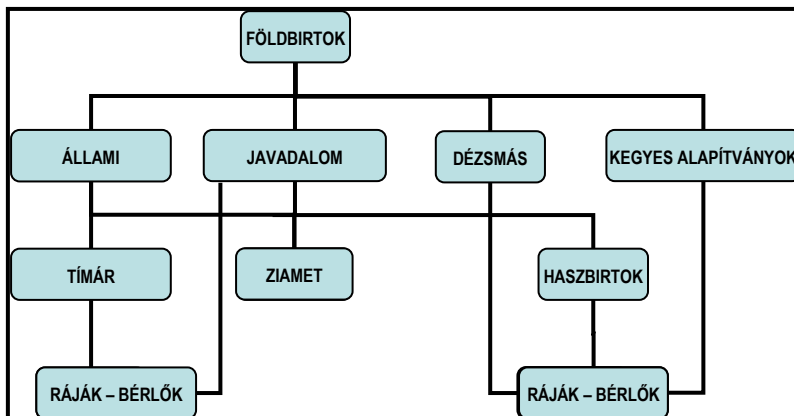 FÖLDBIRTOK
ÁLLAMI
JAVADALOM
DÉZSMÁS
KEGYES ALAPÍTVÁNYOK
TÍMÁR
ZIAMET
HASZBIRTOK
RÁJÁK – BÉRLŐK
RÁJÁK – BÉRLŐK